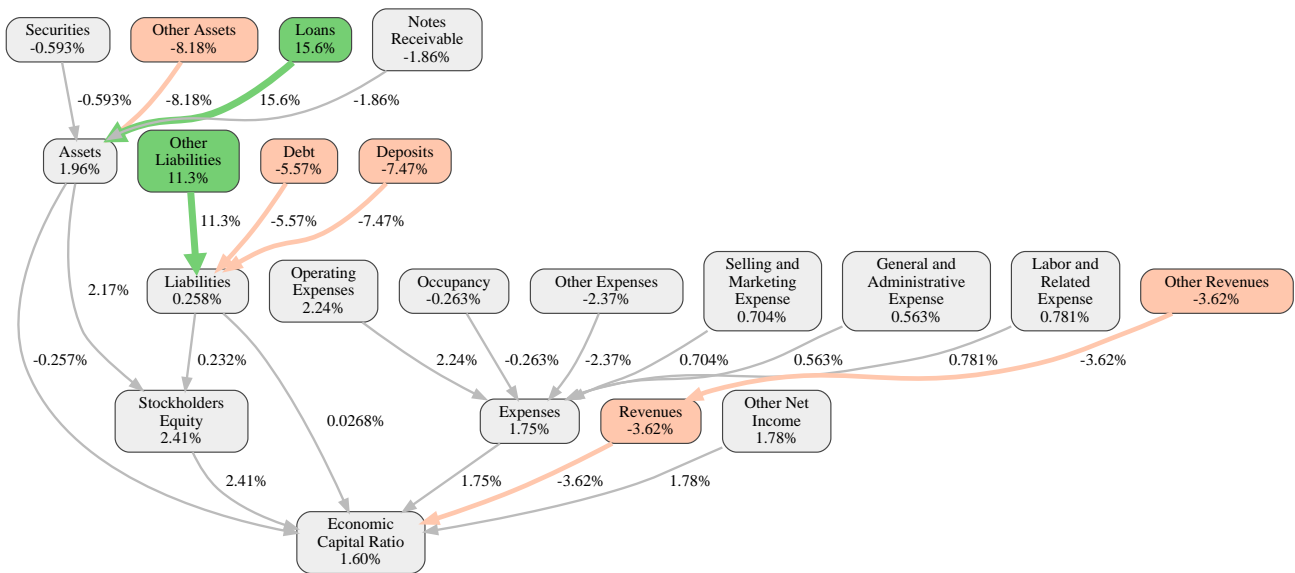 Securities
-0.593%
Other Assets
-8.18%
Loans
15.6%
Notes
Receivable
-1.86%
-0.593%
-8.18%
15.6%
-1.86%
Assets
1.96%
Other
Liabilities
11.3%
Debt
-5.57%
Deposits
-7.47%
11.3%
-5.57%
-7.47%
2.17%
Liabilities
0.258%
Operating
Expenses
2.24%
Occupancy
-0.263%
Other Expenses
-2.37%
Selling and
Marketing
Expense
0.704%
General and
Administrative
Expense
0.563%
Labor and
Related
Expense
0.781%
Other Revenues
-3.62%
-0.257%
0.232%
2.24%
-0.263%
-2.37%
0.704%
0.563%
0.781%
-3.62%
Stockholders
Equity
2.41%
0.0268%
Expenses
1.75%
Revenues
-3.62%
Other Net
Income
1.78%
2.41%
1.75%
-3.62%
1.78%
Economic
Capital Ratio
1.60%